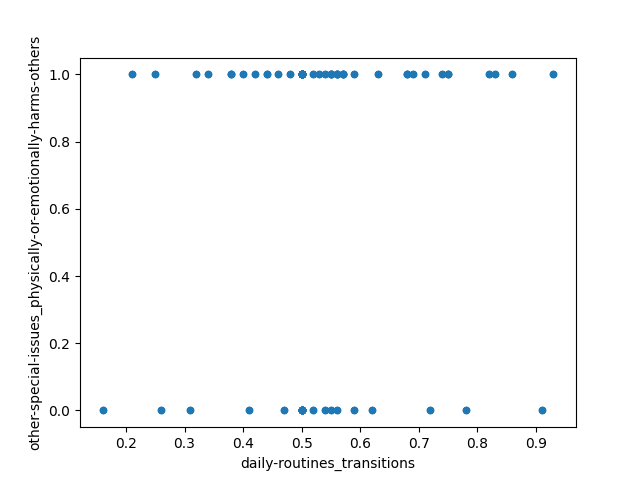 other-special-issues_physically-or-emotionally-harms-others
1.0
0.8
0.6
0.4
0.2
0.0
0.2 0.3 0.4 0.5 0.6 0.7 0.8 0.9
daily-routines_transitions